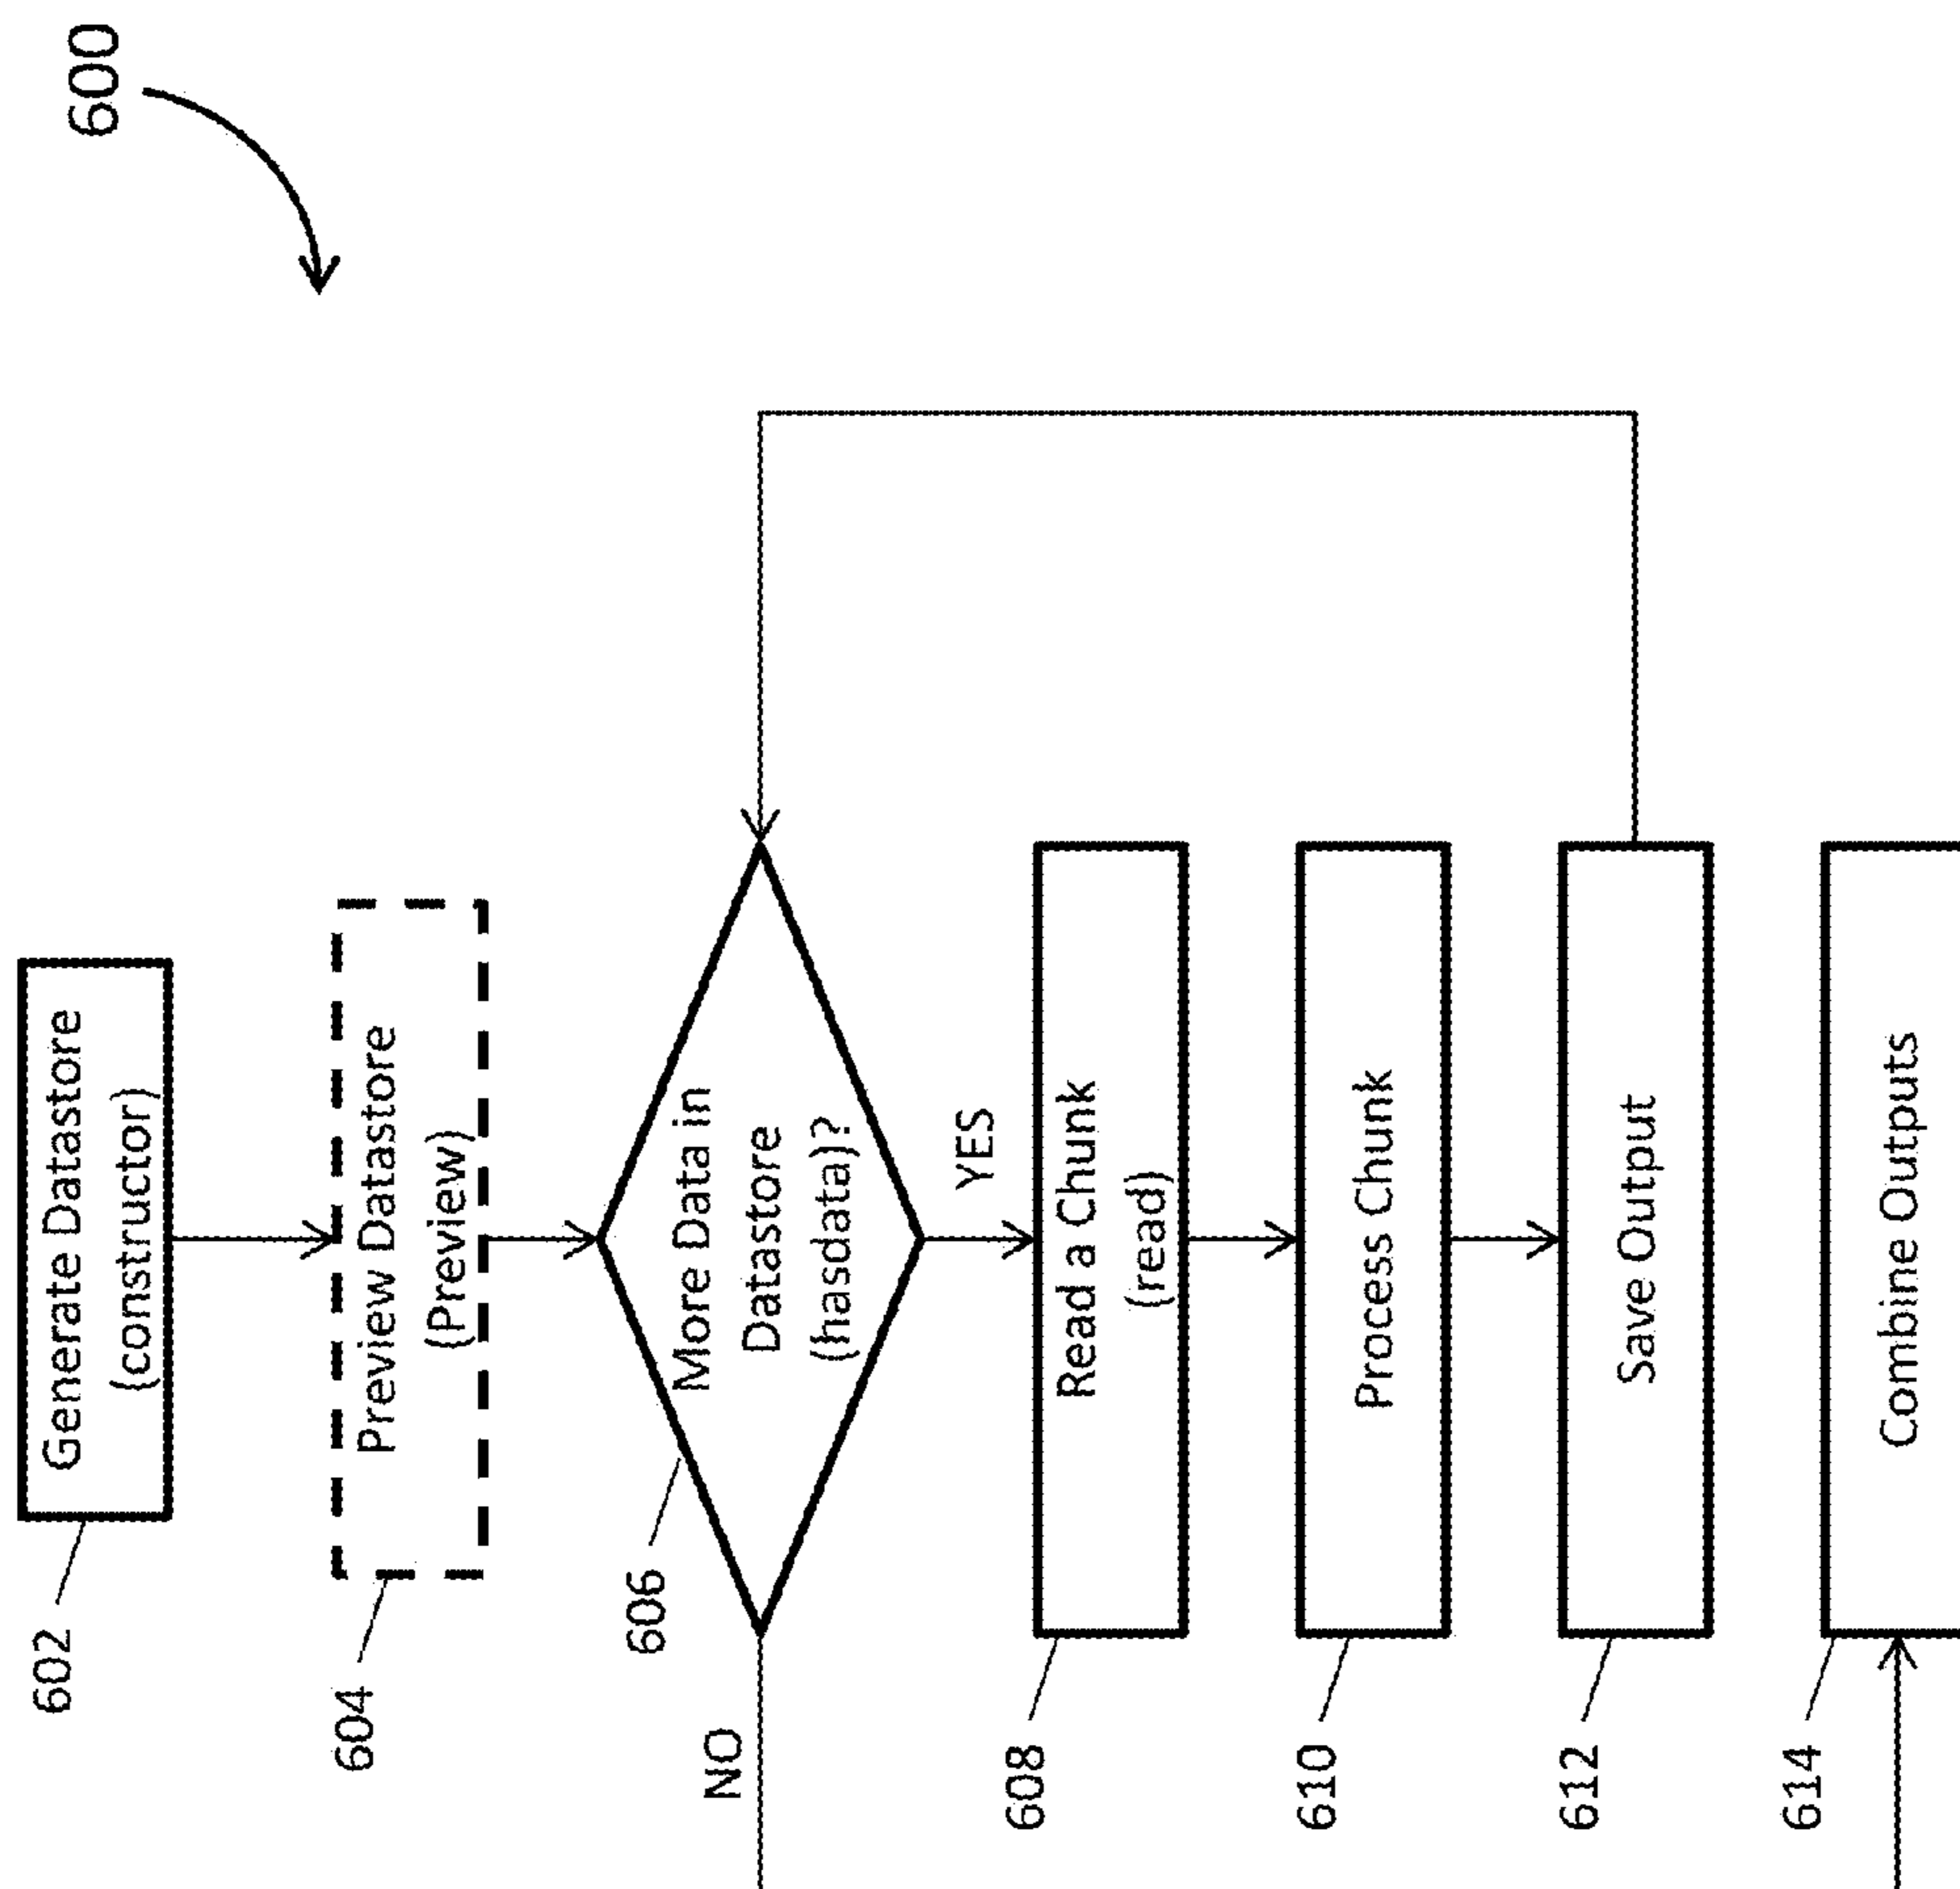 600
602
Generate Datastore
(constructor)
604
Preview Datastore
(Preview)
606
More Data in
Datastore
(hasdata)?
NO
YES
608
Read a Chunk
(read)
610
Process Chunk
612
Save Output
614
Combine Outputs